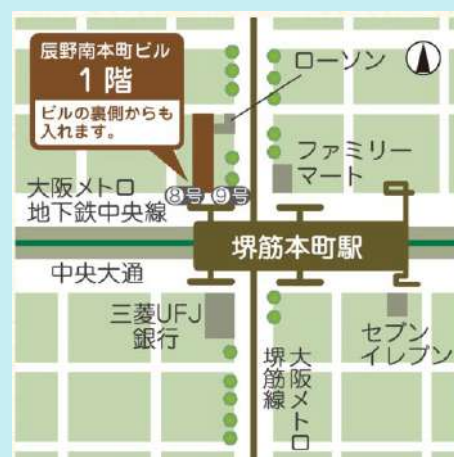 辰野南本町ビル
1階
ビルの裏側からも
入れます。
ローソン
ファミリー
マート
大阪メトロ
地下鉄中央線
⑧号 ⑨号
堺筋本町駅
中央大通
三菱UFJ
銀行
大阪メトロ
堺筋線
セブン
イレブン